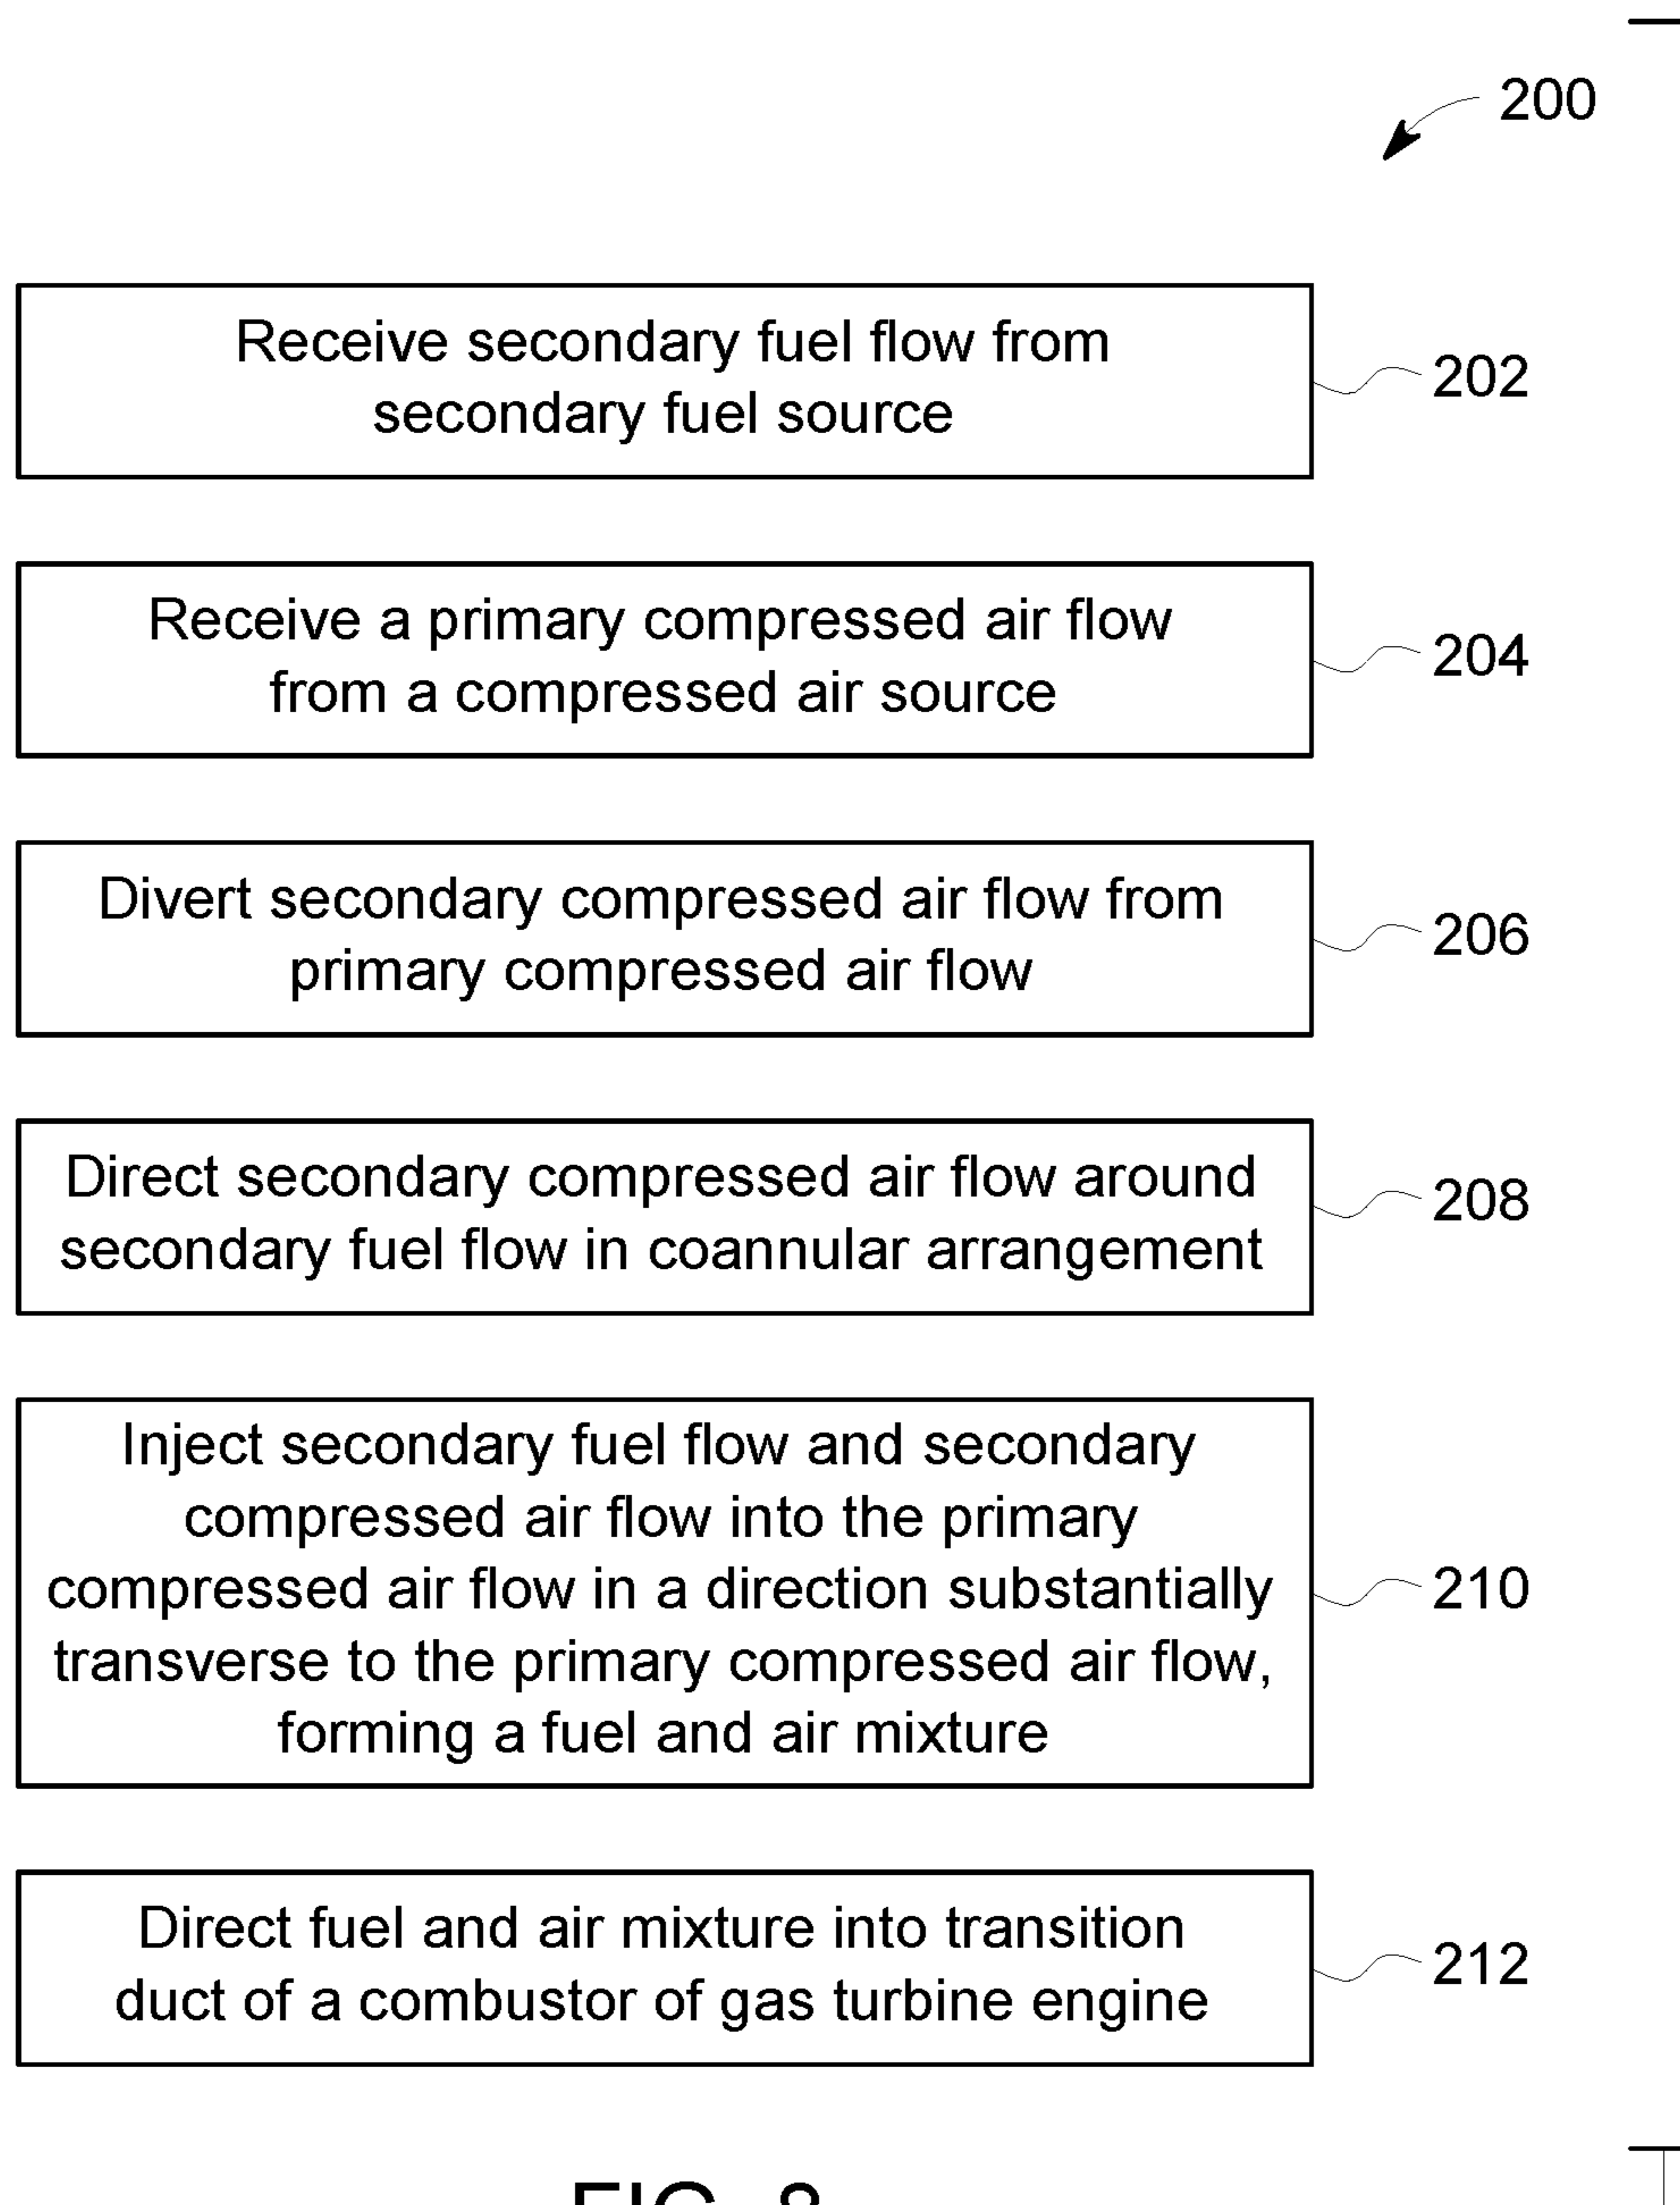 200
Receive secondary fuel flow from
secondary fuel source
202
Receive a primary compressed air flow
from a compressed air source
204
Divert secondary compressed air flow from
primary compressed air flow
206
Direct secondary compressed air flow around
secondary fuel flow in coannular arrangement
208
Inject secondary fuel flow and secondary
compressed air flow into the primary
compressed air flow in a direction substantially
transverse to the primary compressed air flow,
forming a fuel and air mixture
210
Direct fuel and air mixture into transition
duct of a combustor of gas turbine engine
212
FIG. 8